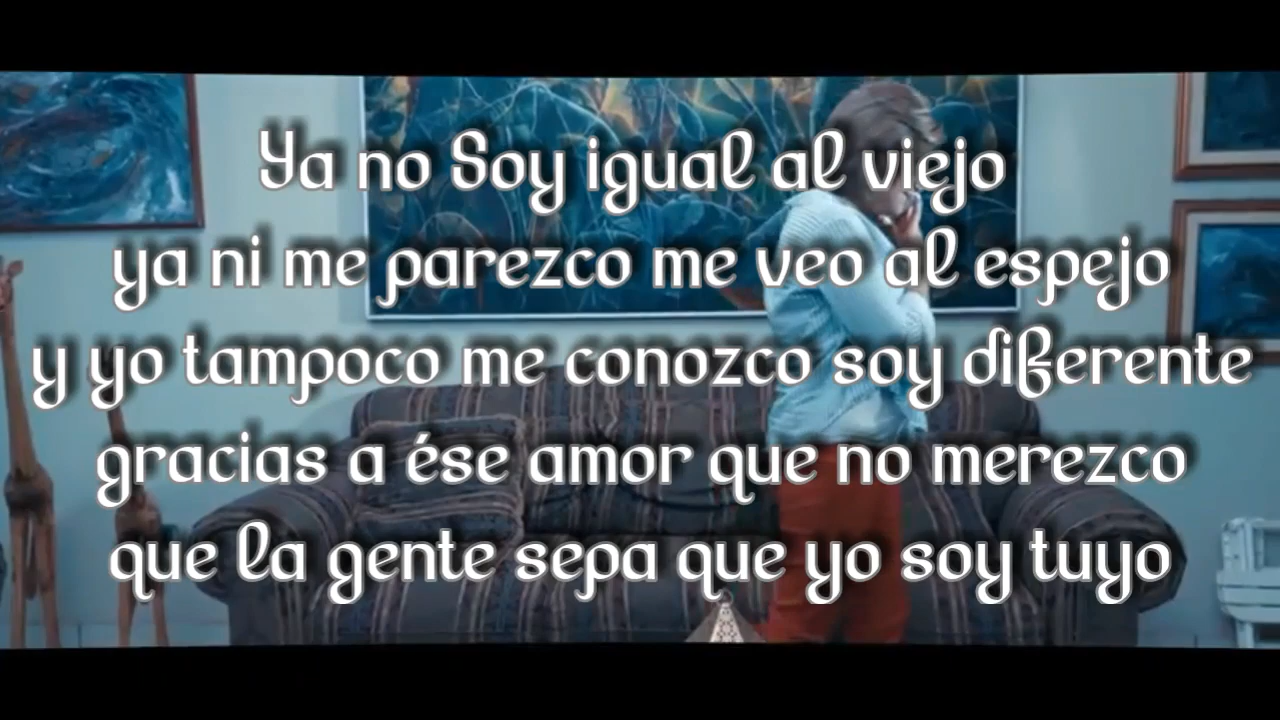 Ya no Soy igual al viejo
ya ni me parezco me veo al espejo
y yo tampoco me conozco soy diferente
gracias a ése amor que no merezco
que la gente sepa que yo soy tuyo